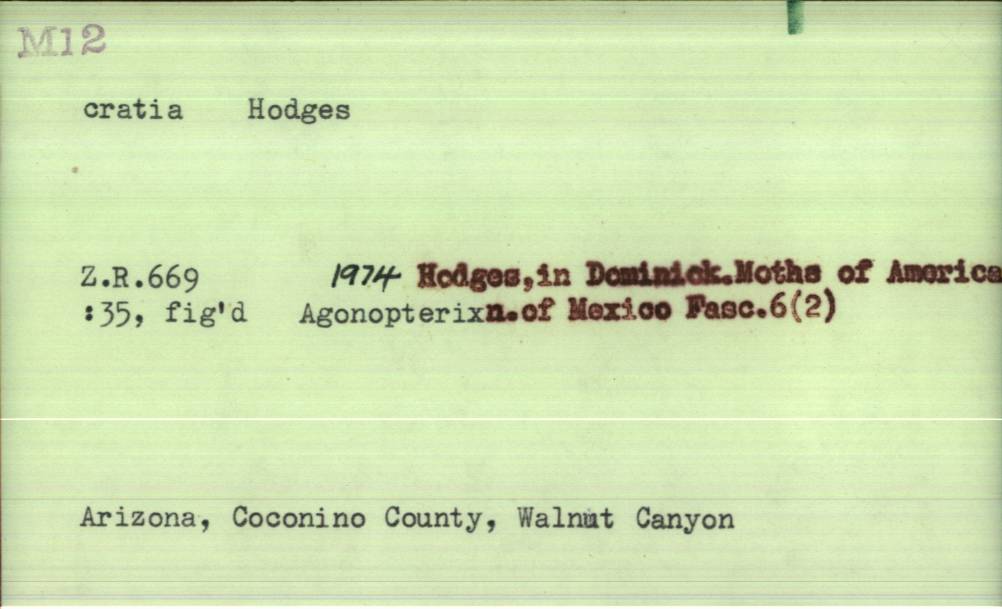 M12
cratia Hodges
Z.R.669 1974 Hodges,in Dominick.Moths of America
:35, fig'd Agonopterix n.of Mexico Fasc.6(2)
Arizona, Coconino County, Walnut Canyon